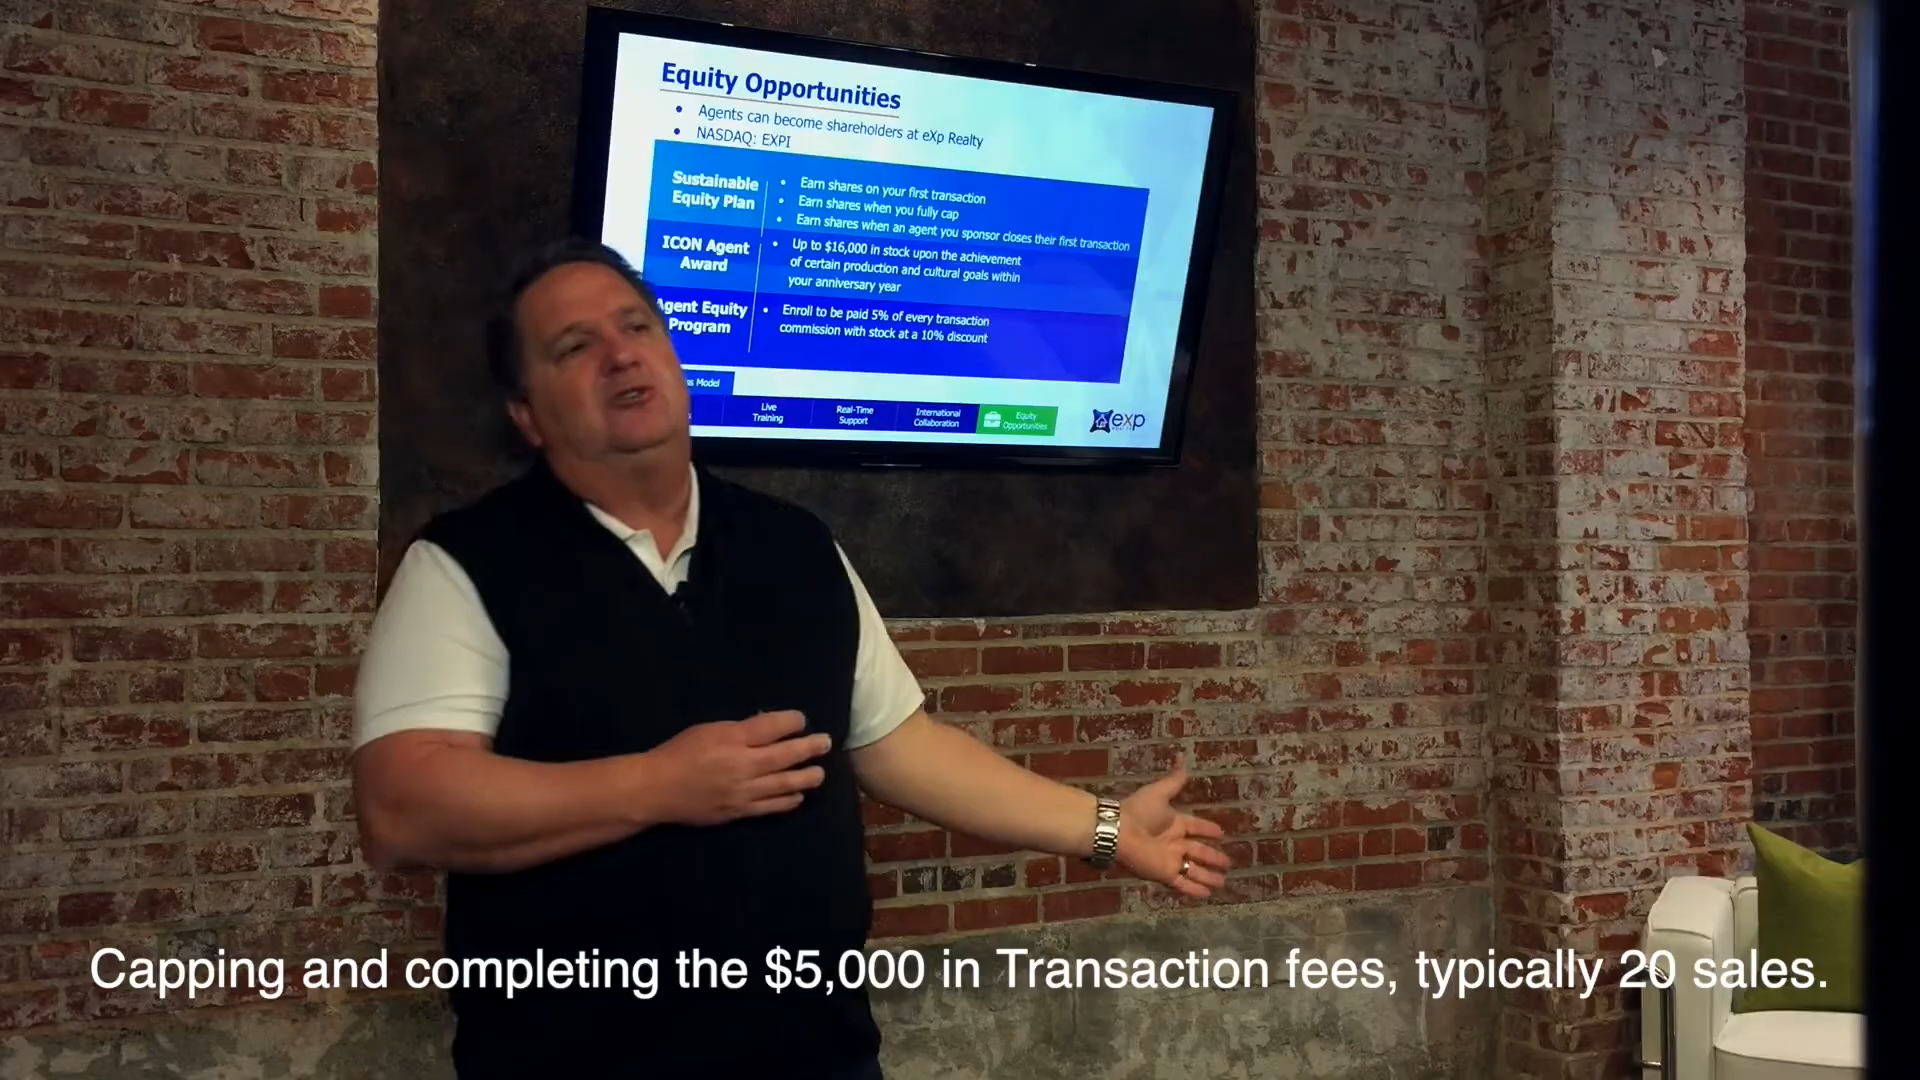 Equity Opportunities
• Agents can become shareholders at eXp Realty
• NASDAQ: EXPI
Sustainable
Equity Plan
• Earn shares on your first transaction
• Earn shares when you fully cap
• Earn shares when an agent you sponsor closes their first transaction
ICON Agent
Award
• Up to $16,000 in stock upon the achievement
of certain production and cultural goals within
your anniversary year
Agent Equity
Program
• Enroll to be paid 5% of every transaction
commission with stock at a 10% discount
Model
Live
Training
Real-Time
Support
International
Collaboration
Equity
Opportunities
exp
REALTY
Capping and completing the $5,000 in Transaction fees, typically 20 sales.